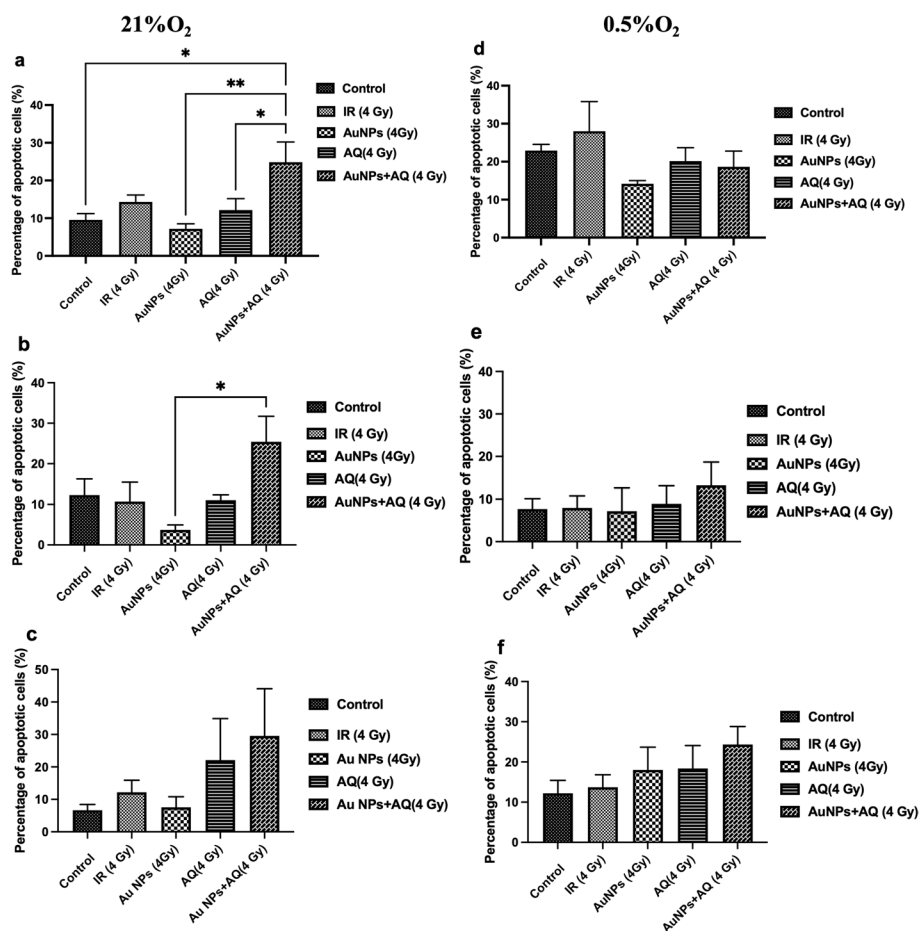 21%O₂
0.5%O₂
a
*
**
*
Percentage of apoptotic cells (%)
40
30
20
10
0
Control
IR (4 Gy)
AuNPs (4Gy)
AQ(4 Gy)
AuNPs+AQ (4 Gy)
Control
IR (4 Gy)
AuNPs (4Gy)
AQ(4 Gy)
AuNPs+AQ (4 Gy)
d
Percentage of apoptotic cells (%)
40
30
20
10
0
Control
IR (4 Gy)
AuNPs (4Gy)
AQ(4 Gy)
AuNPs+AQ (4 Gy)
Control
IR (4 Gy)
AuNPs (4Gy)
AQ(4 Gy)
AuNPs+AQ (4 Gy)
b
*
Percentage of apoptotic cells (%)
40
30
20
10
0
Control
IR (4 Gy)
AuNPs (4Gy)
AQ(4 Gy)
AuNPs+AQ (4 Gy)
Control
IR (4 Gy)
AuNPs (4Gy)
AQ(4 Gy)
AuNPs+AQ (4 Gy)
e
Percentage of apoptotic cells (%)
40
30
20
10
0
Control
IR (4 Gy)
AuNPs (4Gy)
AQ(4 Gy)
AuNPs+AQ (4 Gy)
Control
IR (4 Gy)
AuNPs (4Gy)
AQ(4 Gy)
AuNPs+AQ (4 Gy)
c
Percentage of apoptotic cells (%)
50
40
30
20
10
0
Control
IR (4 Gy)
Au NPs (4Gy)
AQ(4 Gy)
Au NPs+AQ(4 Gy)
Control
IR (4 Gy)
Au NPs (4Gy)
AQ(4 Gy)
Au NPs+AQ(4 Gy)
f
Percentage of apoptotic cells (%)
40
30
20
10
0
Control
IR (4 Gy)
AuNPs (4Gy)
AQ(4 Gy)
AuNPs+AQ (4 Gy)
Control
IR (4 Gy)
AuNPs (4Gy)
AQ(4 Gy)
AuNPs+AQ (4 Gy)